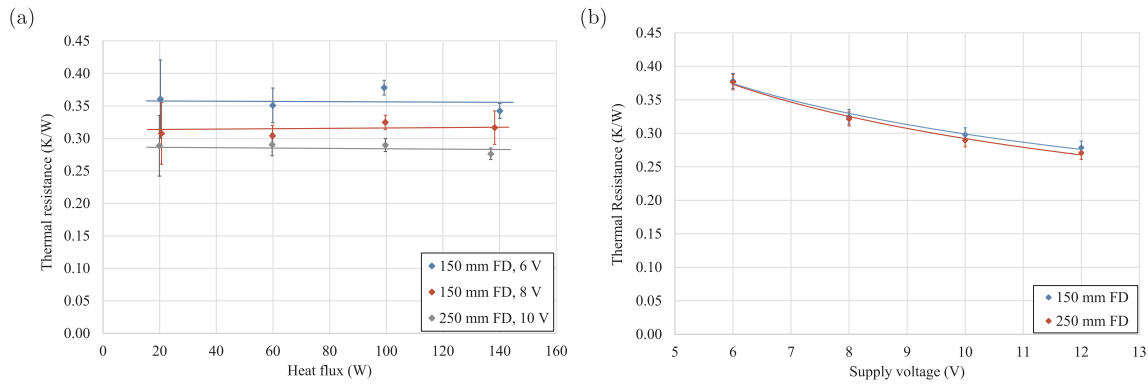 (a)
0.45
0.40
0.35
0.30
0.25
0.20
0.15
0.10
0.05
0.00
Thermal resistance (K/W)
0 20 40 60 80 100 120 140 160
Heat flux (W)
150 mm FD, 6 V
150 mm FD, 8 V
250 mm FD, 10 V
(b)
0.45
0.40
0.35
0.30
0.25
0.20
0.15
0.10
0.05
0.00
Thermal Resistance (K/W)
5 6 7 8 9 10 11 12 13
Supply voltage (V)
150 mm FD
250 mm FD